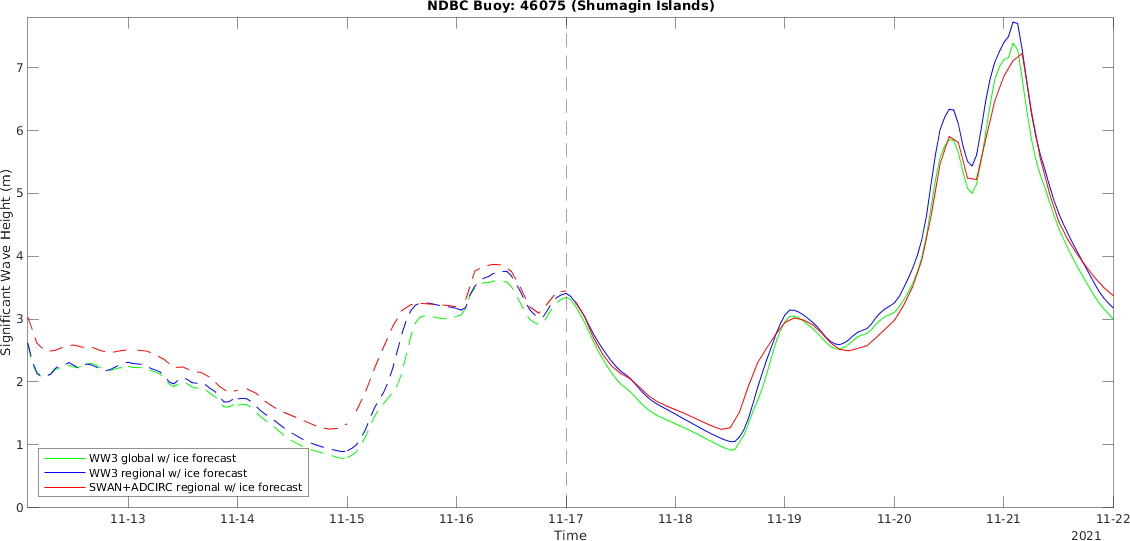 NDBC Buoy: 46075 (Shumagin Islands)
Significant Wave Height (m)
7
6
5
4
3
2
1
0
WW3 global w/ ice forecast
WW3 regional w/ ice forecast
SWAN+ADCIRC regional w/ ice forecast
11-13 11-14 11-15 11-16 11-17 11-18 11-19 11-20 11-21 11-22
Time
2021